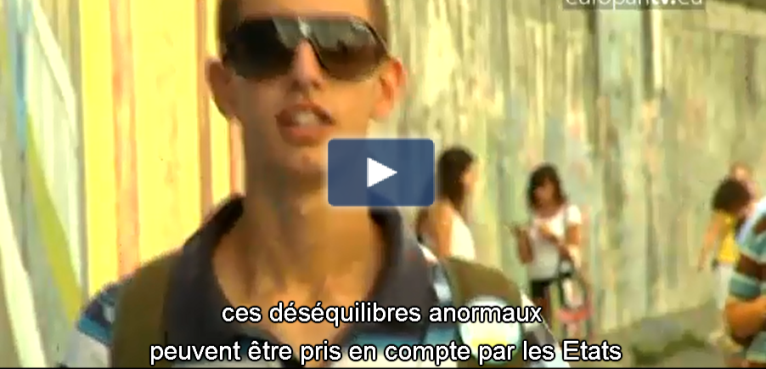 europarltv.eu
ces déséquilibres anormaux
peuvent être pris en compte par les Etats